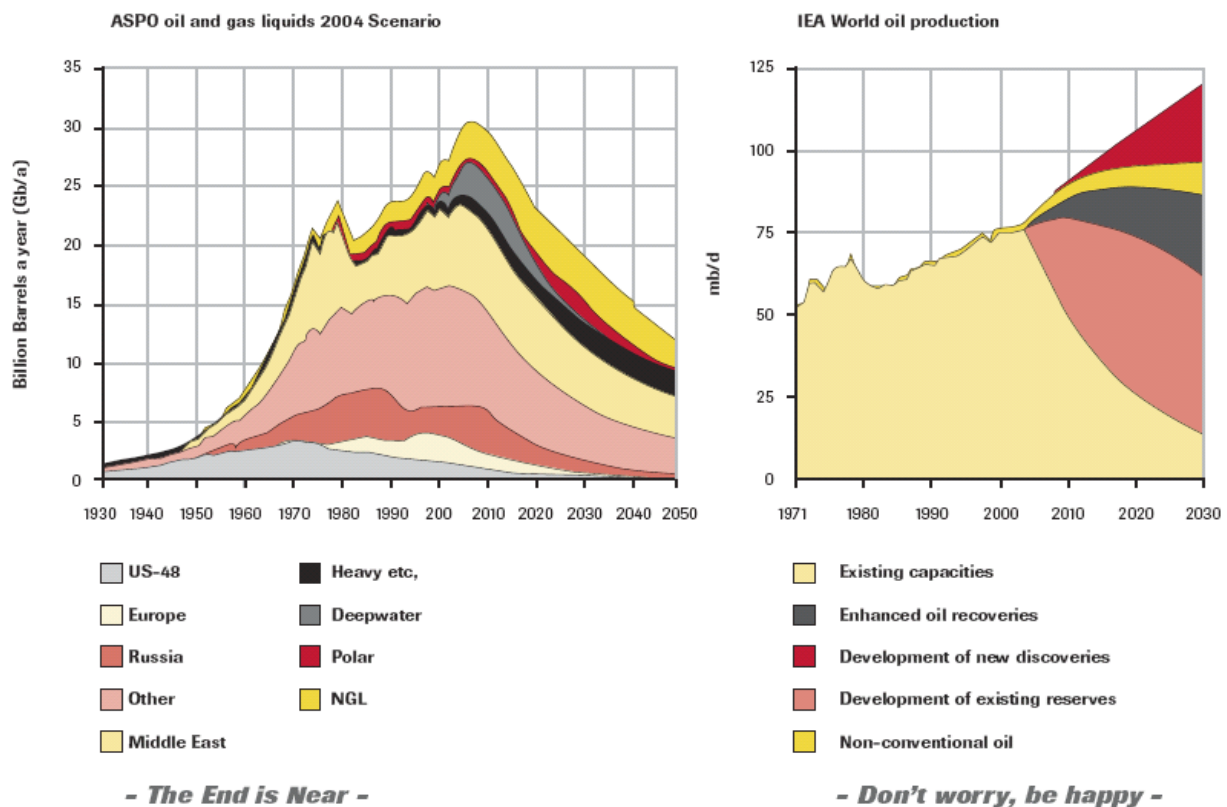 ASPO oil and gas liquids 2004 Scenario
Billion Barrels a year (Gb/a)
35
30
25
20
15
10
5
0
1930 1940 1950 1960 1970 1980 1990 200 2010 2020 2030 2040 2050
US-48
Europe
Russia
Other
Middle East
Heavy etc,
Deepwater
Polar
NGL
- The End is Near -
IEA World oil production
mb/d
125
100
75
50
25
0
1971 1980 1990 2000 2010 2020 2030
Existing capacities
Enhanced oil recoveries
Development of new discoveries
Development of existing reserves
Non-conventional oil
- Don't worry, be happy -